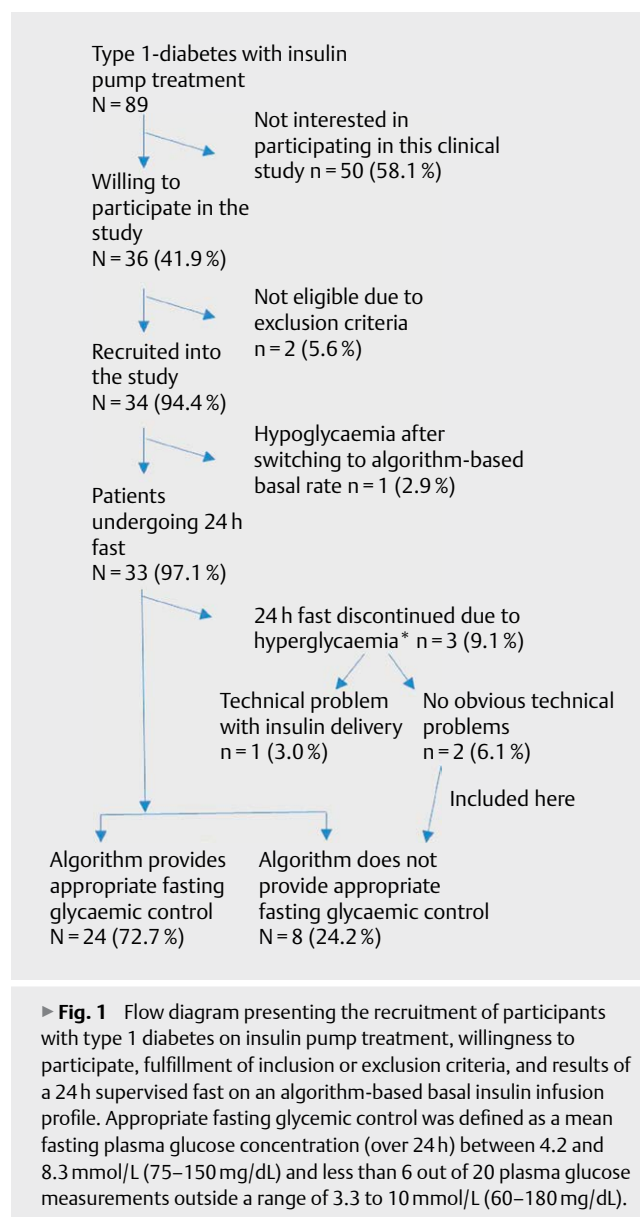 Type 1-diabetes with insulin
pump treatment
N = 89
Not interested in
participating in this clinical
study n = 50 (58.1 %)
Willing to
participate in the
study
N = 36 (41.9 %)
Not eligible due to
exclusion criteria
n = 2 (5.6 %)
Recruited into
the study
N = 34 (94.4 %)
Hypoglycaemia after
switching to algorithm-based
basal rate n = 1 (2.9 %)
Patients
undergoing 24 h
fast
N = 33 (97.1 %)
24 h fast discontinued due to
hyperglycaemia* n = 3 (9.1 %)
Technical problem
with insulin delivery
n = 1 (3.0 %)
No obvious technical
problems
n = 2 (6.1 %)
Included here
Algorithm provides
appropriate fasting
glycaemic control
N = 24 (72.7 %)
Algorithm does not
provide appropriate
fasting glycaemic control
N = 8 (24.2 %)
▶ Fig. 1 Flow diagram presenting the recruitment of participants
with type 1 diabetes on insulin pump treatment, willingness to
participate, fulfillment of inclusion or exclusion criteria, and results of
a 24 h supervised fast on an algorithm-based basal insulin infusion
profile. Appropriate fasting glycemic control was defined as a mean
fasting plasma glucose concentration (over 24 h) between 4.2 and
8.3 mmol/L (75–150 mg/dL) and less than 6 out of 20 plasma glucose
measurements outside a range of 3.3 to 10 mmol/L (60–180 mg/dL).